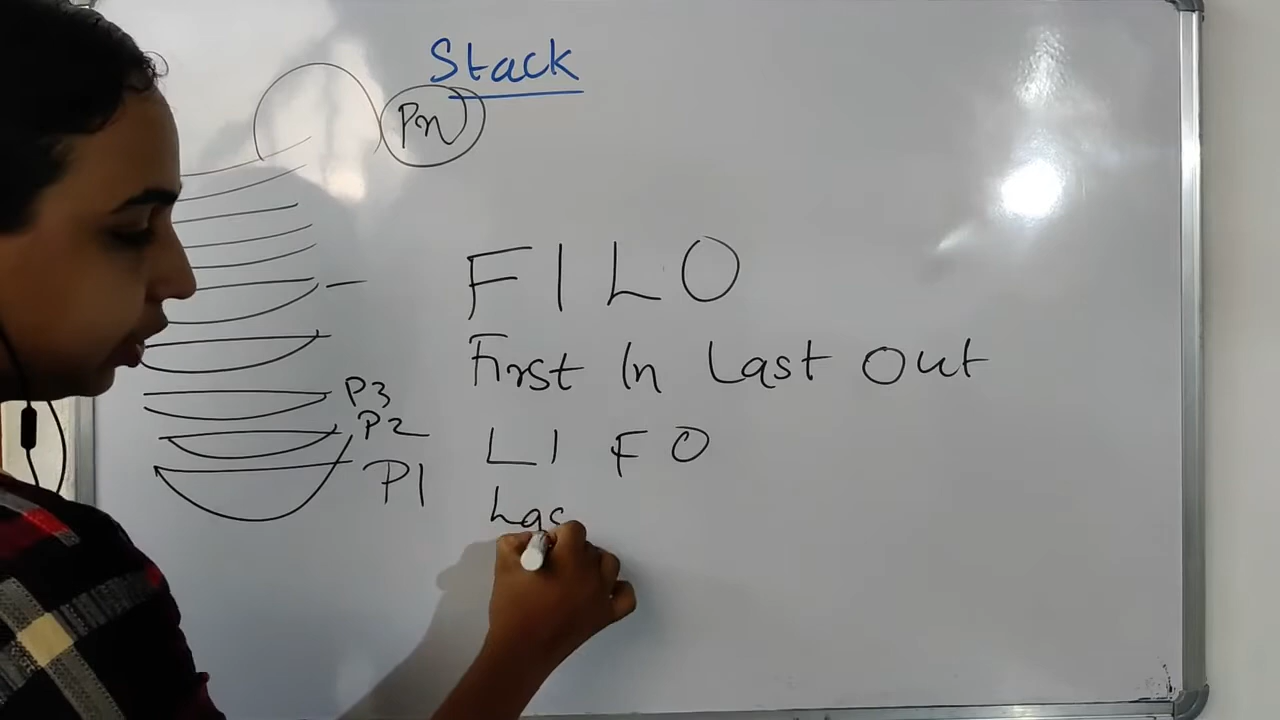 Stack
Pn
FILO
First In Last Out
P3
P2
LIFO
P1
Las